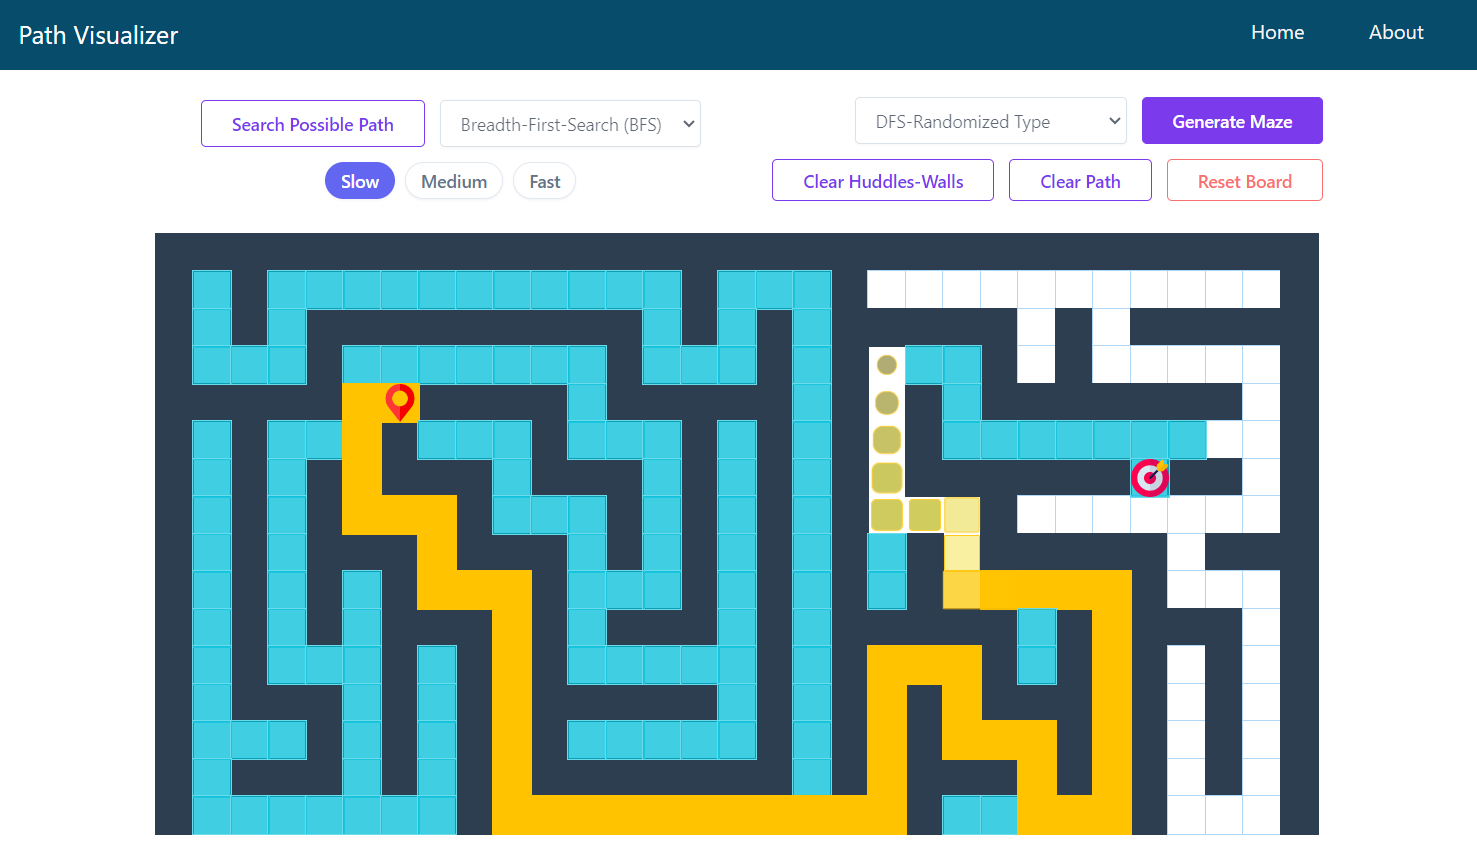 Path Visualizer
Home
About
Search Possible Path
Breadth-First-Search (BFS)
DFS-Randomized Type
Generate Maze
Slow
Medium
Fast
Clear Huddles-Walls
Clear Path
Reset Board